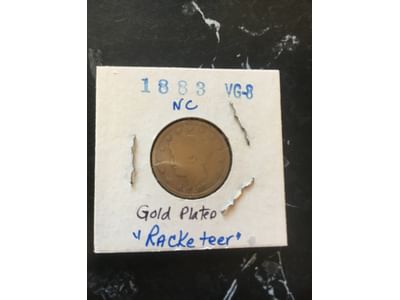 1883 VG-8
NC
Gold Plated
"Racketeer"